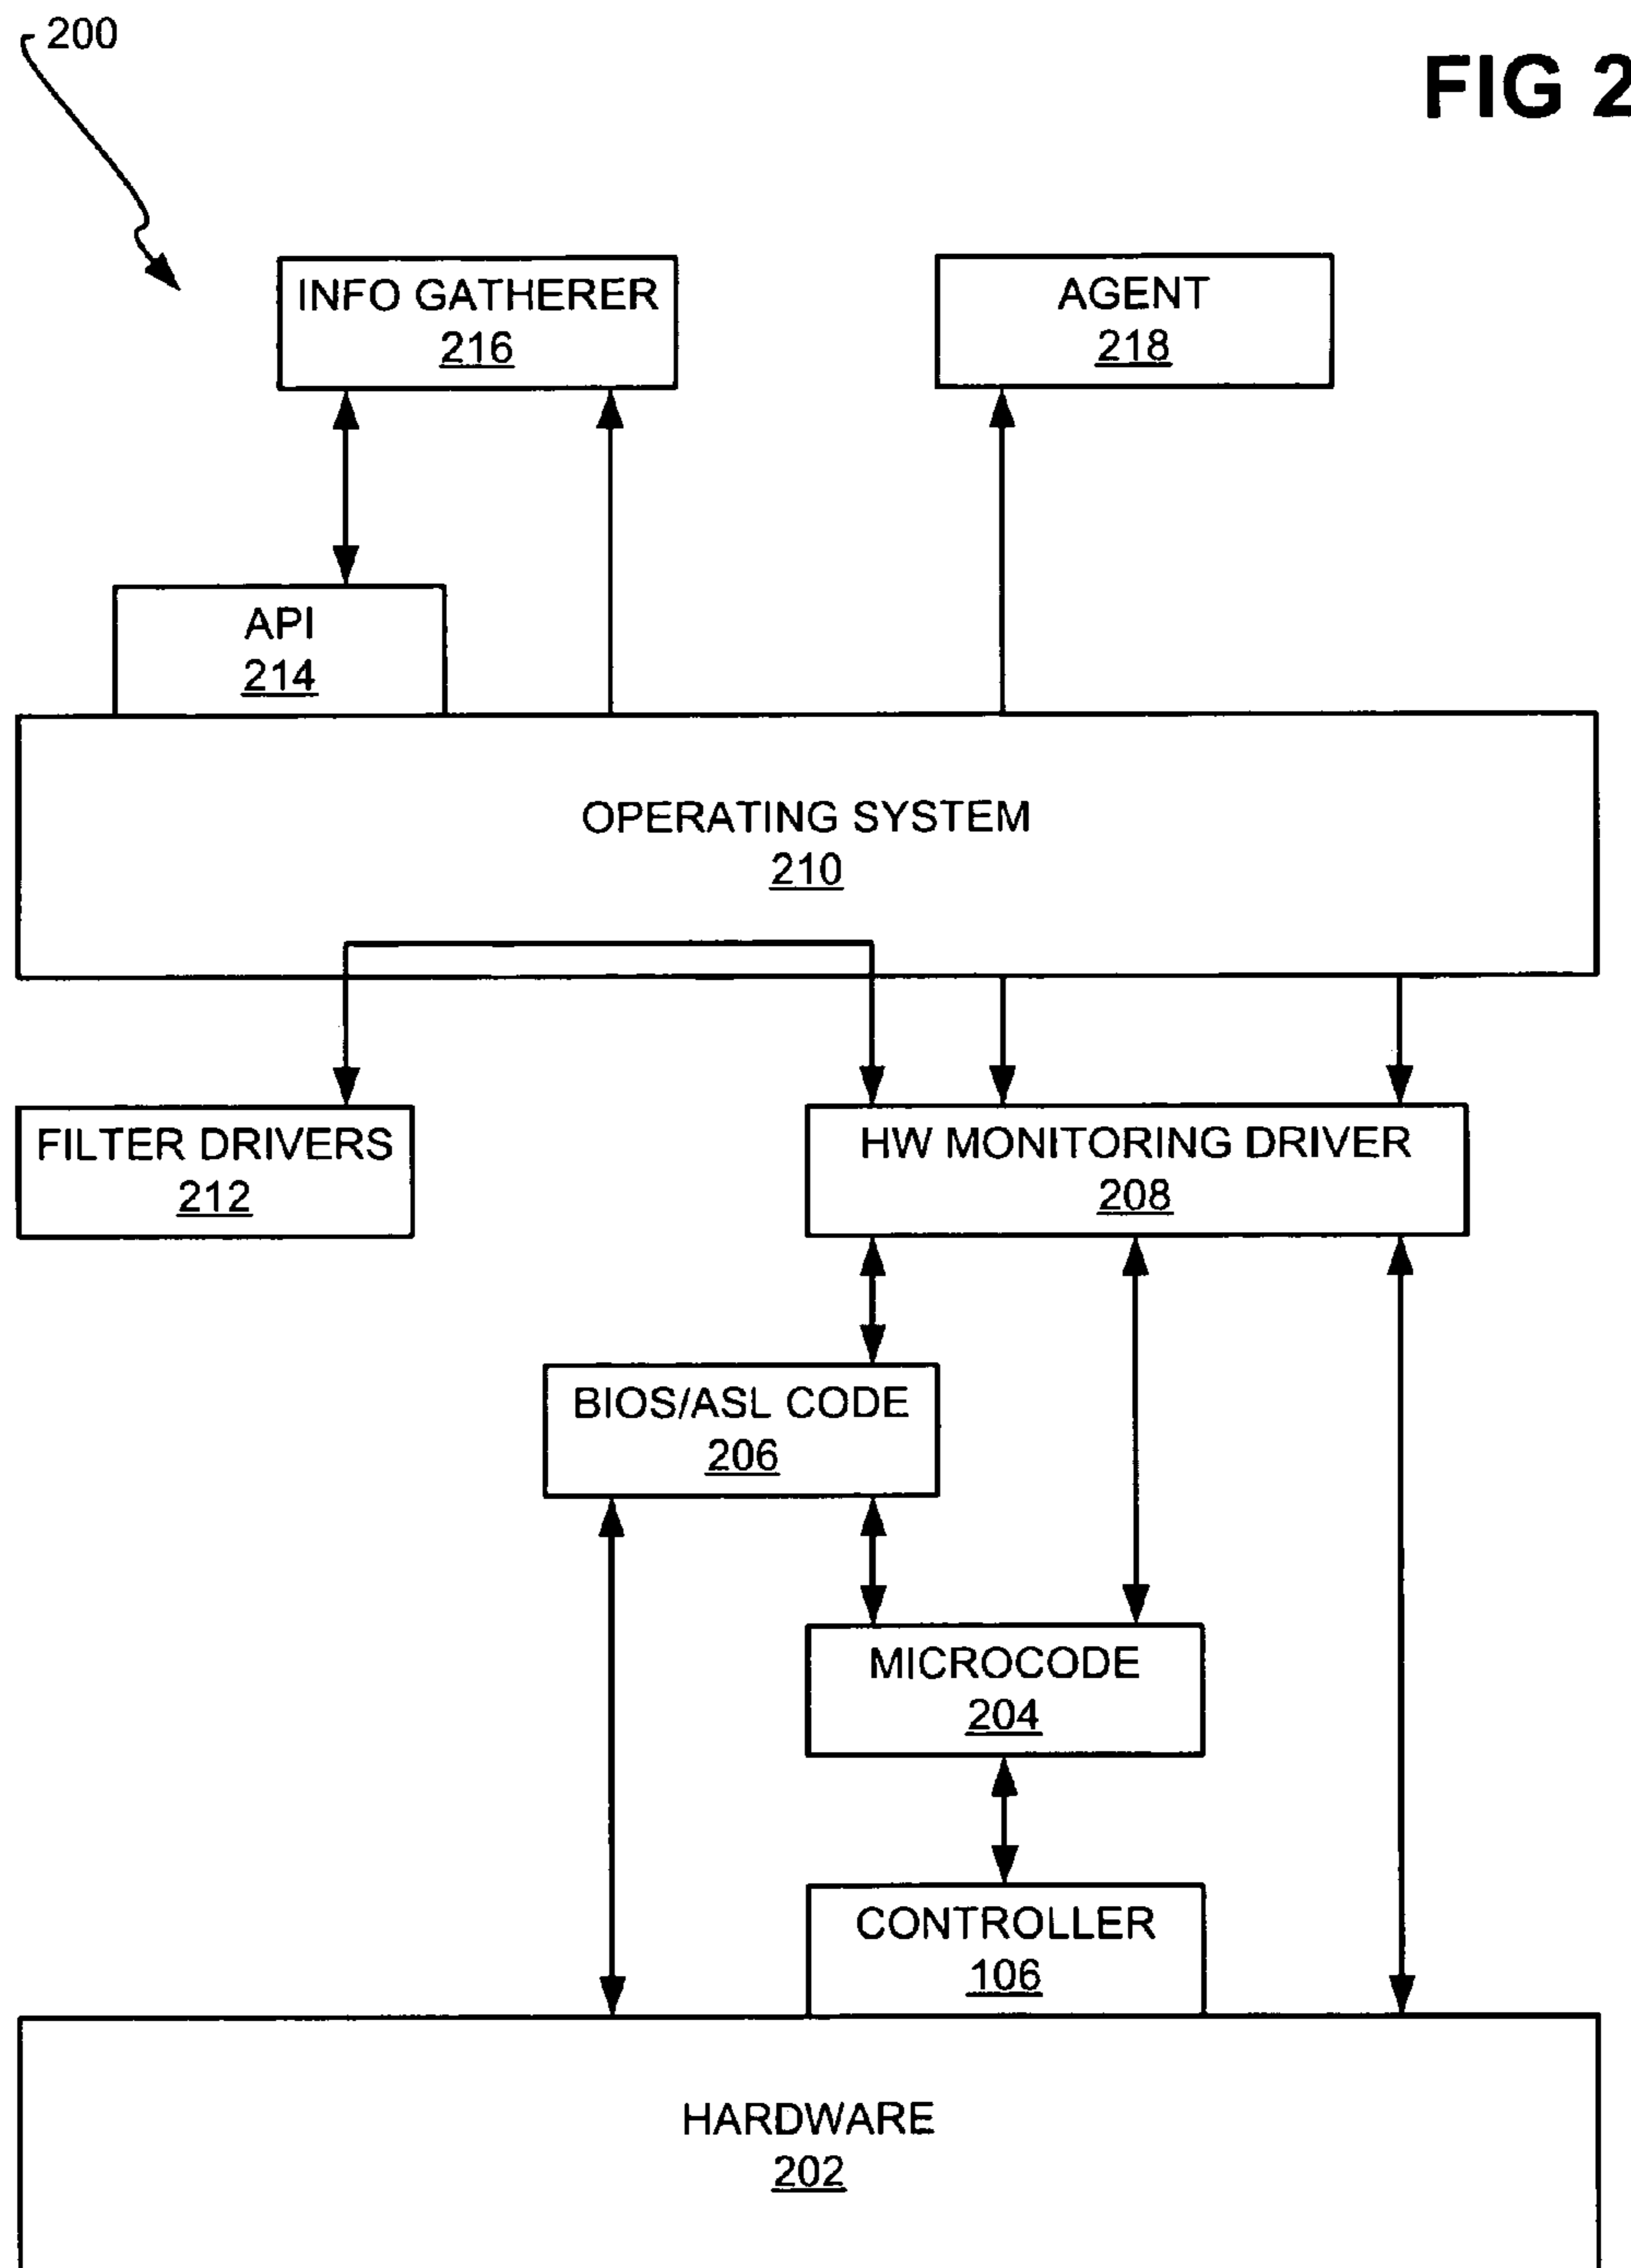 200
FIG 2
INFO GATHERER
216
AGENT
218
API
214
OPERATING SYSTEM
210
FILTER DRIVERS
212
HW MONITORING DRIVER
208
BIOS/ASL CODE
206
MICROCODE
204
CONTROLLER
106
HARDWARE
202